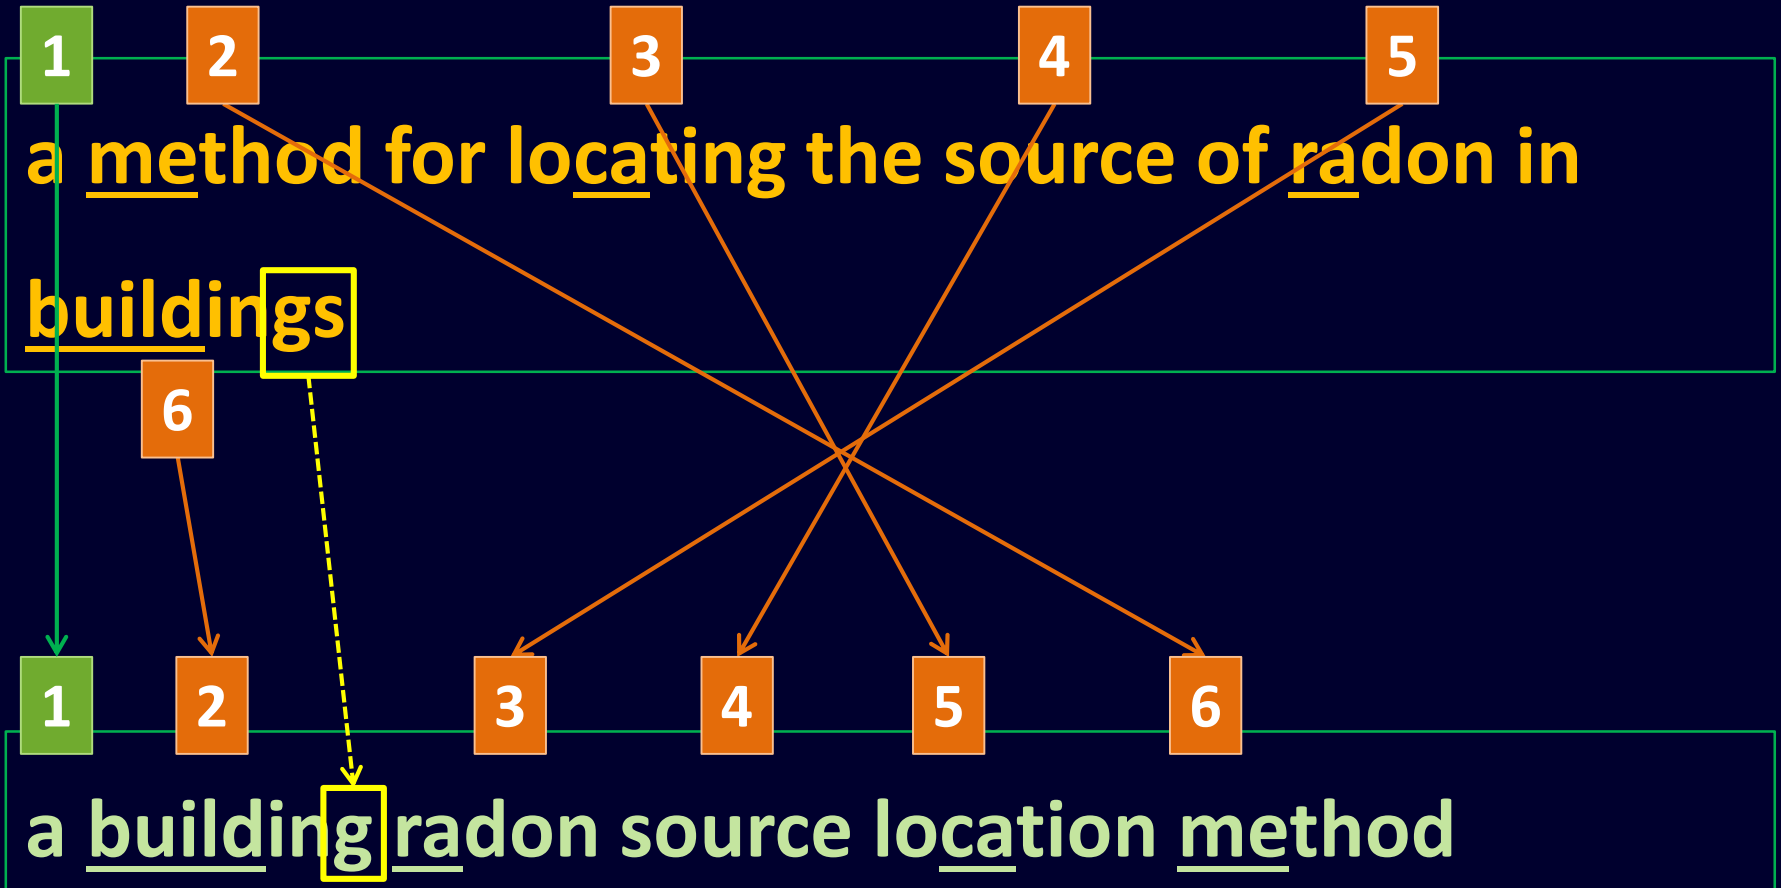 1 2 3 4 5
a method for locating the source of radon in
buildings
6
1 2 3 4 5 6
a building radon source location method